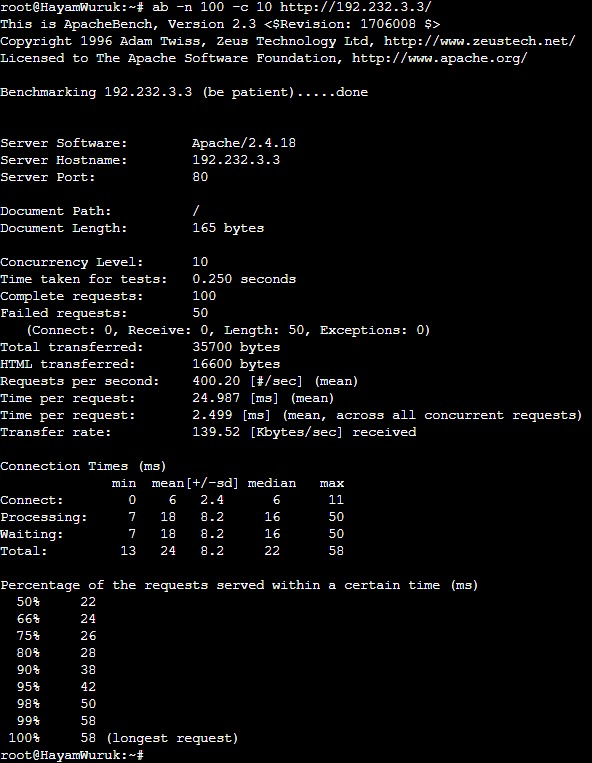 root@HayamWuruk:~# ab -n 100 -c 10 http://192.232.3.3/
This is ApacheBench, Version 2.3 <$Revision: 1706008 $>
Copyright 1996 Adam Twiss, Zeus Technology Ltd, http://www.zeustech.net/
Licensed to The Apache Software Foundation, http://www.apache.org/

Benchmarking 192.232.3.3 (be patient).....done


Server Software:        Apache/2.4.18
Server Hostname:        192.232.3.3
Server Port:            80

Document Path:          /
Document Length:        165 bytes

Concurrency Level:      10
Time taken for tests:   0.250 seconds
Complete requests:      100
Failed requests:        50
   (Connect: 0, Receive: 0, Length: 50, Exceptions: 0)
Total transferred:      35700 bytes
HTML transferred:       16600 bytes
Requests per second:    400.20 [#/sec] (mean)
Time per request:       24.987 [ms] (mean)
Time per request:       2.499 [ms] (mean, across all concurrent requests)
Transfer rate:          139.52 [Kbytes/sec] received

Connection Times (ms)
              min  mean[+/-sd] median   max
Connect:        0    6   2.4      6      11
Processing:     7   18   8.2     16      50
Waiting:        7   18   8.2     16      50
Total:         13   24   8.2     22      58

Percentage of the requests served within a certain time (ms)
  50%     22
  66%     24
  75%     26
  80%     28
  90%     38
  95%     42
  98%     50
  99%     58
 100%     58 (longest request)
root@HayamWuruk:~#